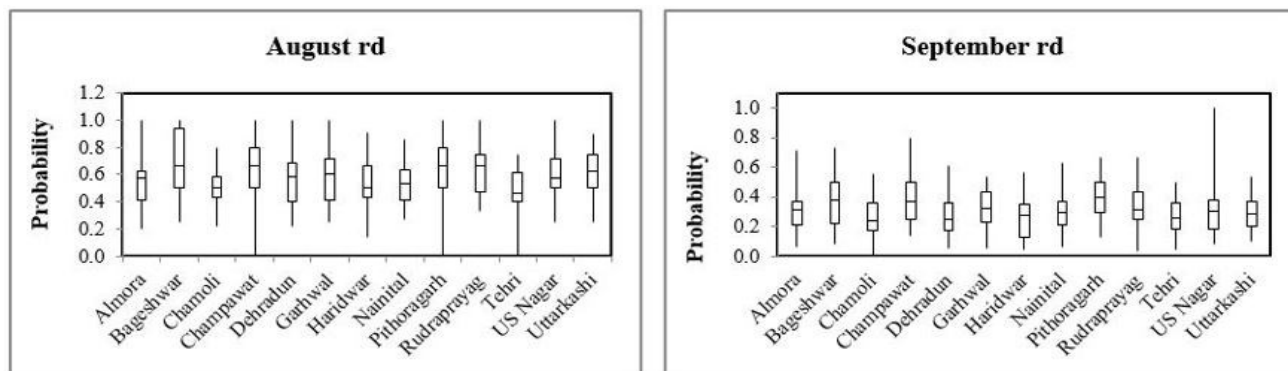 August rd
Probability
1.2
1.0
0.8
0.6
0.4
0.2
0.0
Almora
Bageshwar
Chamoli
Champawat
Dehradun
Garhwal
Haridwar
Nainital
Pithoragarh
Rudraprayag
Tehri
US Nagar
Uttarkashi
September rd
Probability
1.0
0.8
0.6
0.4
0.2
0.0
Almora
Bageshwar
Chamoli
Champawat
Dehradun
Garhwal
Haridwar
Nainital
Pithoragarh
Rudraprayag
Tehri
US Nagar
Uttarkashi